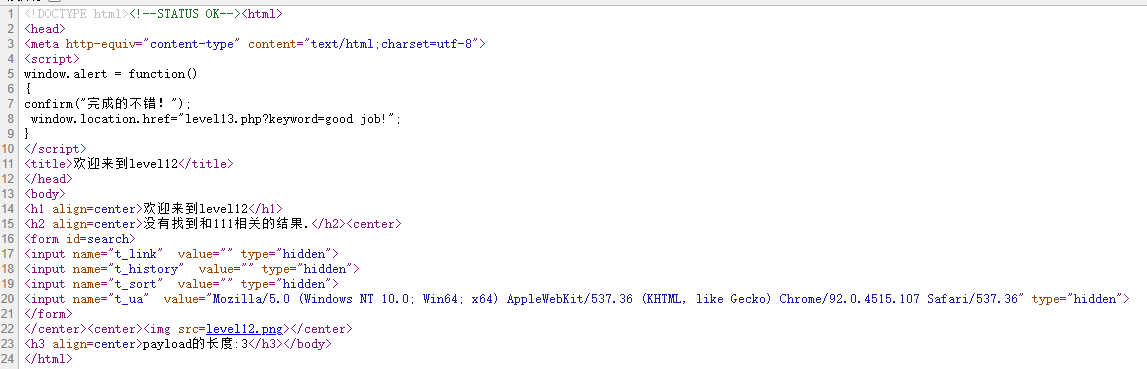 1 <!DOCTYPE html><!--STATUS OK--><html>
2 <head>
3 <meta http-equiv="content-type" content="text/html;charset=utf-8">
4 <script>
5 window.alert = function()
6 {
7 confirm("完成的不错！");
8  window.location.href="level13.php?keyword=good job!";
9 }
10 </script>
11 <title>欢迎来到level12</title>
12 </head>
13 <body>
14 <h1 align=center>欢迎来到level12</h1>
15 <h2 align=center>没有找到和111相关的结果.</h2><center>
16 <form id=search>
17 <input name="t_link"  value="" type="hidden">
18 <input name="t_history"  value="" type="hidden">
19 <input name="t_sort"  value="" type="hidden">
20 <input name="t_ua"  value="Mozilla/5.0 (Windows NT 10.0; Win64; x64) AppleWebKit/537.36 (KHTML, like Gecko) Chrome/92.0.4515.107 Safari/537.36" type="hidden">
21 </form>
22 </center><center><img src=level12.png></center>
23 <h3 align=center>payload的长度:3</h3></body>
24 </html>